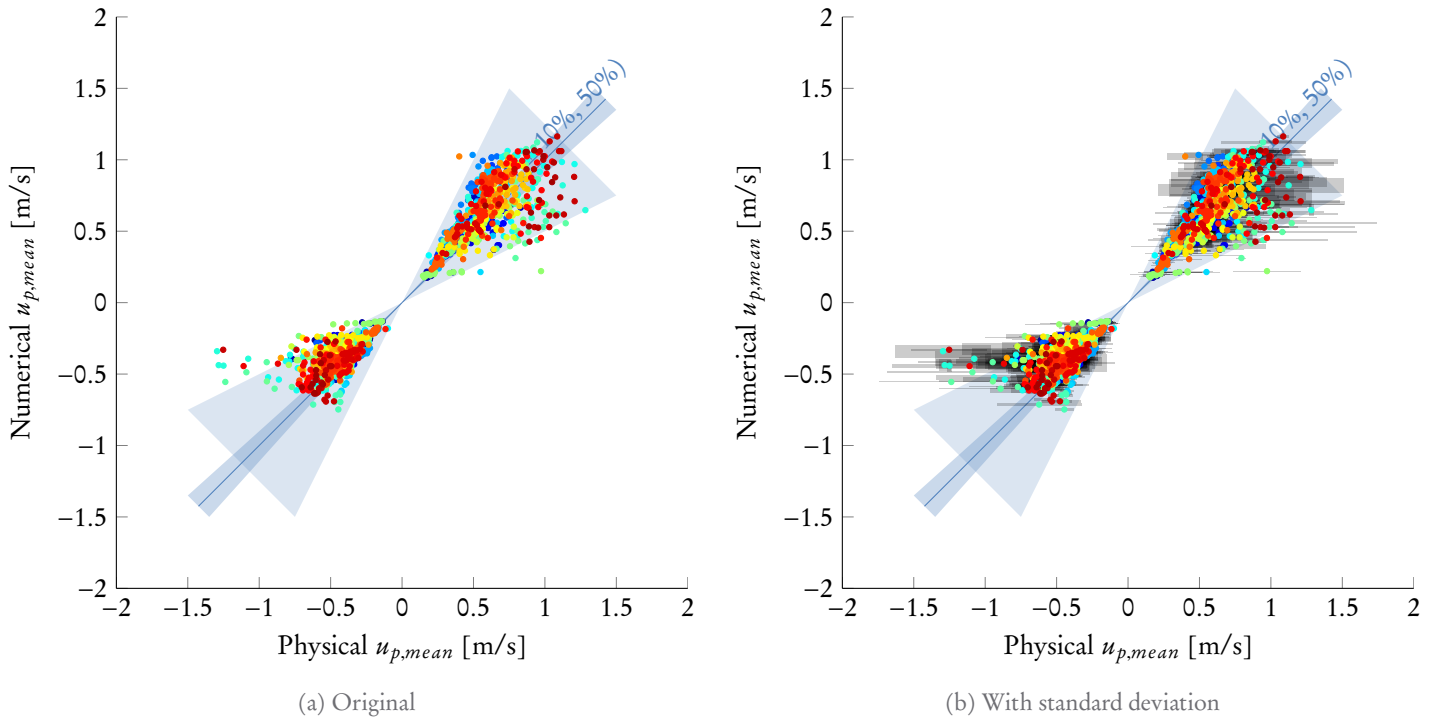 2
1.5
1
0.5
0
−0.5
−1
−1.5
−2
−2 −1.5 −1 −0.5 0 0.5 1 1.5 2
Numerical u_{p,mean} [m/s]
Physical u_{p,mean} [m/s]
10%, 50%)
(a) Original
2
1.5
1
0.5
0
−0.5
−1
−1.5
−2
−2 −1.5 −1 −0.5 0 0.5 1 1.5 2
Numerical u_{p,mean} [m/s]
Physical u_{p,mean} [m/s]
10%, 50%)
(b) With standard deviation